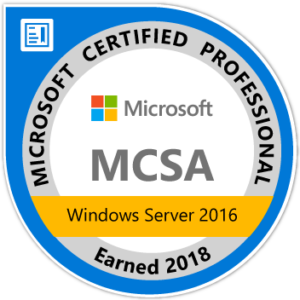 MICROSOFT CERTIFIED PROFESSIONAL
Microsoft
MCSA
Windows Server 2016
Earned 2018